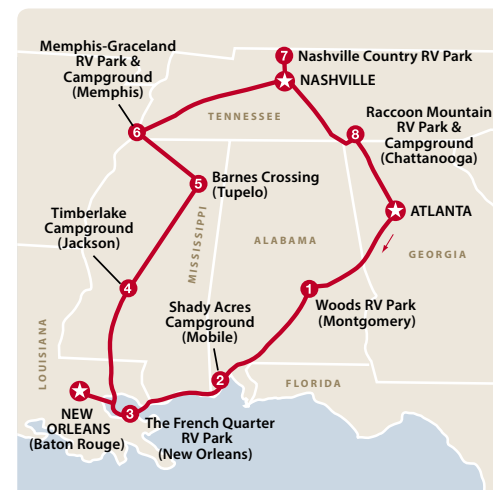 7
Nashville Country RV Park
NASHVILLE
Memphis-Graceland
RV Park &
Campground
(Memphis)
TENNESSEE
6
8
Raccoon Mountain
RV Park &
Campground
(Chattanooga)
5
Barnes Crossing
(Tupelo)
ATLANTA
Timberlake
Campground
(Jackson)
MISSISSIPPI
ALABAMA
GEORGIA
4
1
Woods RV Park
(Montgomery)
Shady Acres
Campground
(Mobile)
LOUISIANA
2
FLORIDA
NEW
ORLEANS
(Baton Rouge)
3
The French Quarter
RV Park
(New Orleans)